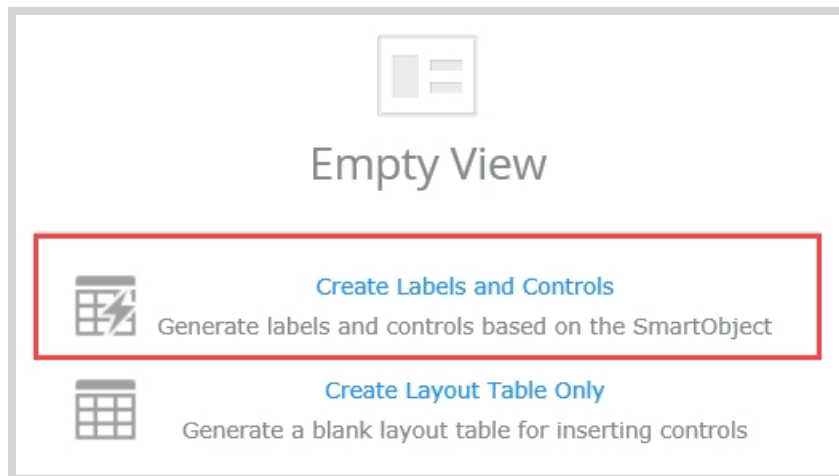 Empty View
Create Labels and Controls
Generate labels and controls based on the SmartObject
Create Layout Table Only
Generate a blank layout table for inserting controls